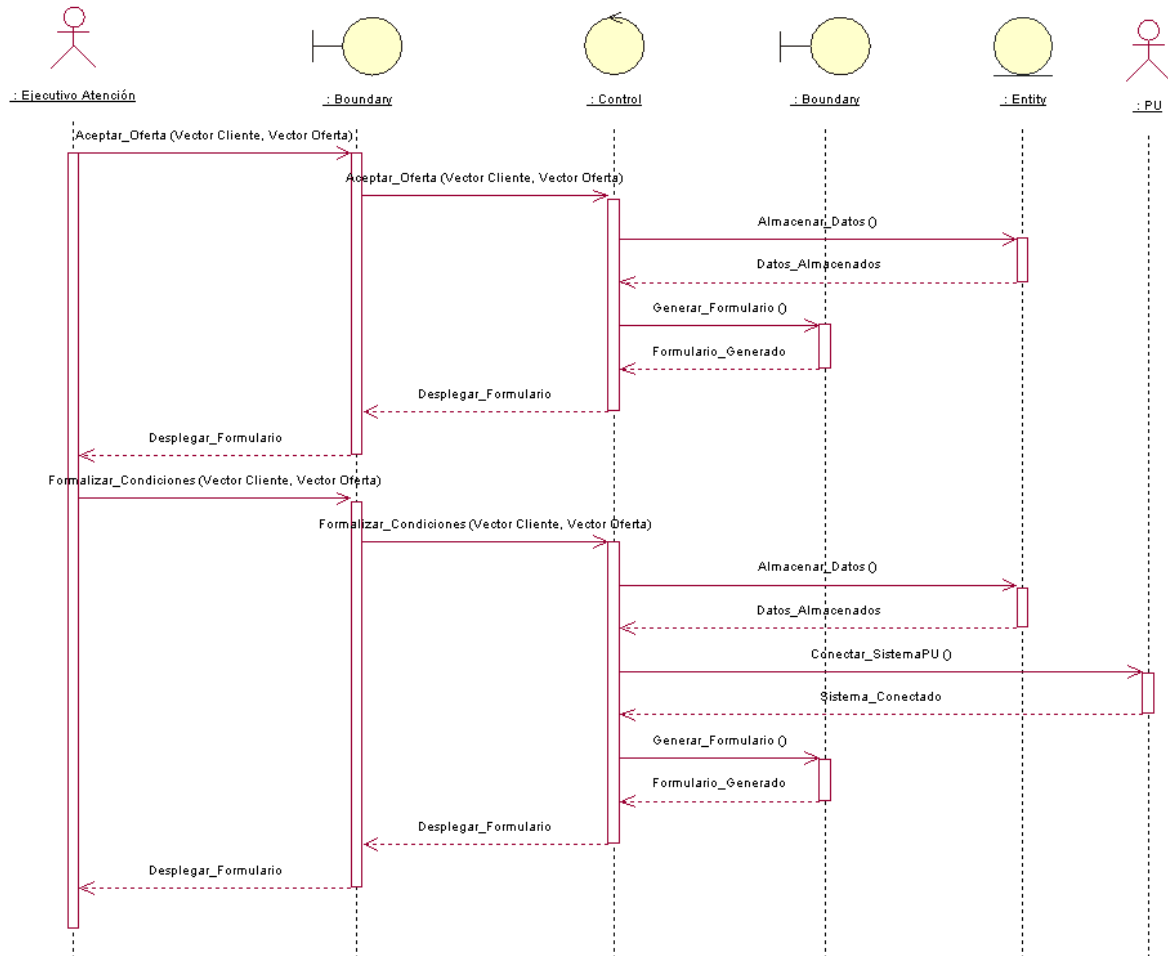 : Ejecutivo Atención
: Boundary
: Control
: Boundary
: Entity
: PU
Aceptar_Oferta (Vector Cliente, Vector Oferta)
Aceptar_Oferta (Vector Cliente, Vector Oferta)
Almacenar_Datos ()
Datos_Almacenados
Generar_Formulario ()
Formulario_Generado
Desplegar_Formulario
Desplegar_Formulario
Formalizar_Condiciones (Vector Cliente, Vector Oferta)
Formalizar_Condiciones (Vector Cliente, Vector Oferta)
Almacenar_Datos ()
Datos_Almacenados
Conectar_SistemaPU ()
Sistema_Conectado
Generar_Formulario ()
Formulario_Generado
Desplegar_Formulario
Desplegar_Formulario